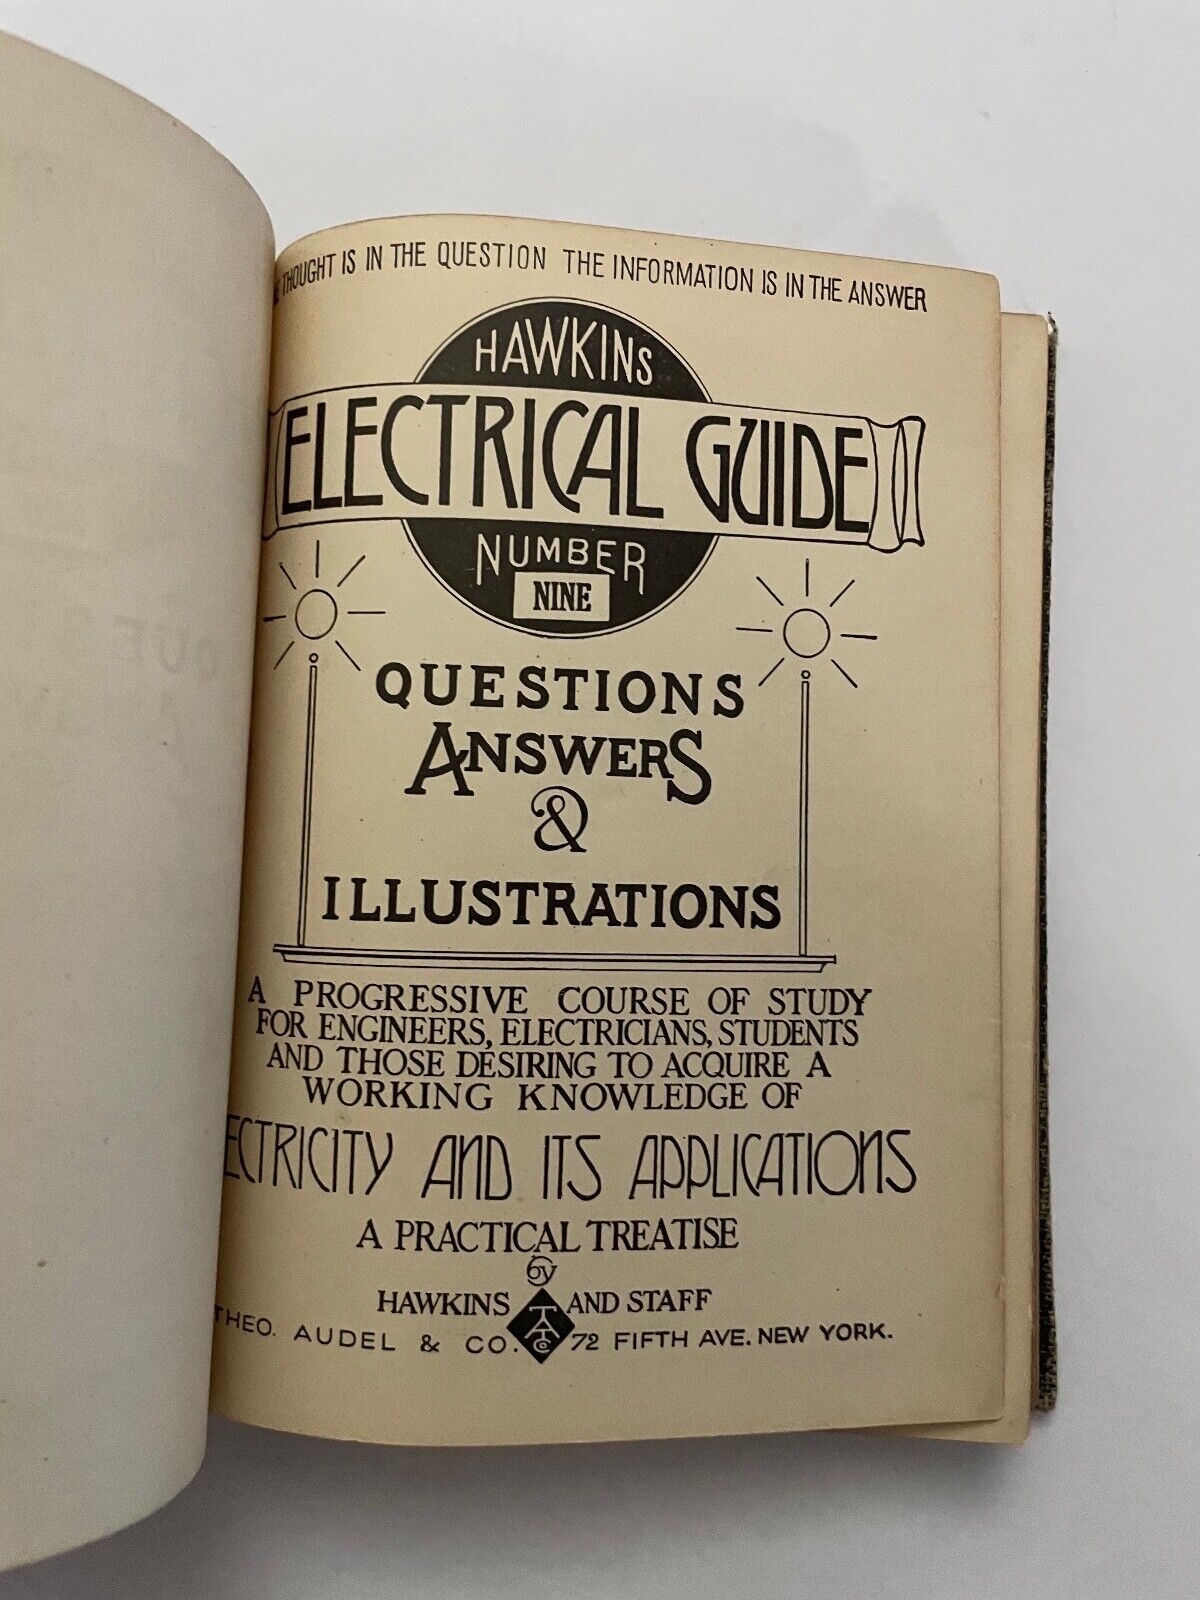 THOUGHT IS IN THE QUESTION THE INFORMATION IS IN THE ANSWER
HAWKINS
ELECTRICAL GUIDE
NUMBER
NINE
QUESTIONS
ANSWERS
&
ILLUSTRATIONS
A PROGRESSIVE COURSE OF STUDY
FOR ENGINEERS, ELECTRICIANS, STUDENTS
AND THOSE DESIRING TO ACQUIRE A
WORKING KNOWLEDGE OF
ECTRICITY AND ITS APPLICATIONS
A PRACTICAL TREATISE
by
HAWKINS AND STAFF
THEO. AUDEL & CO. 72 FIFTH AVE. NEW YORK.